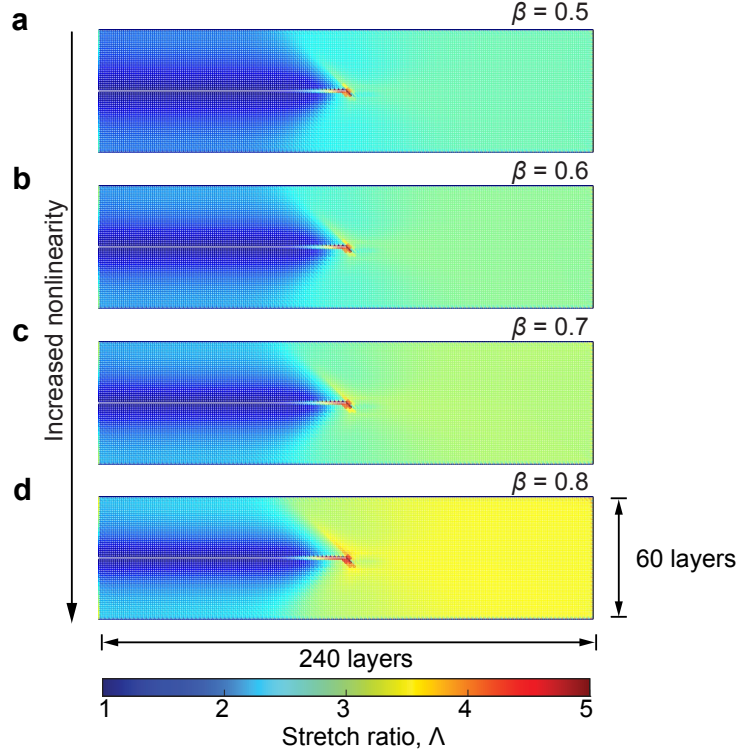 a
β = 0.5
b
β = 0.6
c
β = 0.7
d
β = 0.8
Increased nonlinearity
60 layers
240 layers
1 2 3 4 5
Stretch ratio, Λ